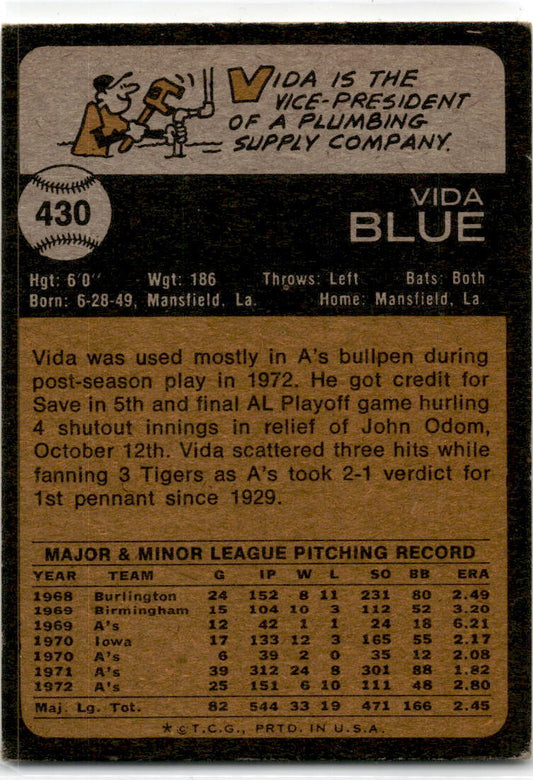 VIDA IS THE
VICE-PRESIDENT
OF A PLUMBING
SUPPLY COMPANY.
430
VIDA
BLUE
Hgt: 6'0" Wgt: 186 Throws: Left Bats: Both
Born: 6-28-49, Mansfield, La. Home: Mansfield, La.
Vida was used mostly in A's bullpen during
post-season play in 1972. He got credit for
Save in 5th and final AL Playoff game hurling
4 shutout innings in relief of John Odom,
October 12th. Vida scattered three hits while
fanning 3 Tigers as A's took 2-1 verdict for
1st pennant since 1929.
MAJOR & MINOR LEAGUE PITCHING RECORD
YEAR TEAM G IP W L SO BB ERA
1968 Burlington 24 152 8 11 231 80 2.49
1969 Birmingham 15 104 10 3 112 52 3.20
1969 A's 12 42 1 1 24 18 6.21
1970 Iowa 17 133 12 3 165 55 2.17
1970 A's 6 39 2 0 35 12 2.08
1971 A's 39 312 24 8 301 88 1.82
1972 A's 25 151 6 10 111 48 2.80
Maj. Lg. Tot. 82 544 33 19 471 166 2.45
*©T.C.G., PRTD. IN U.S.A.